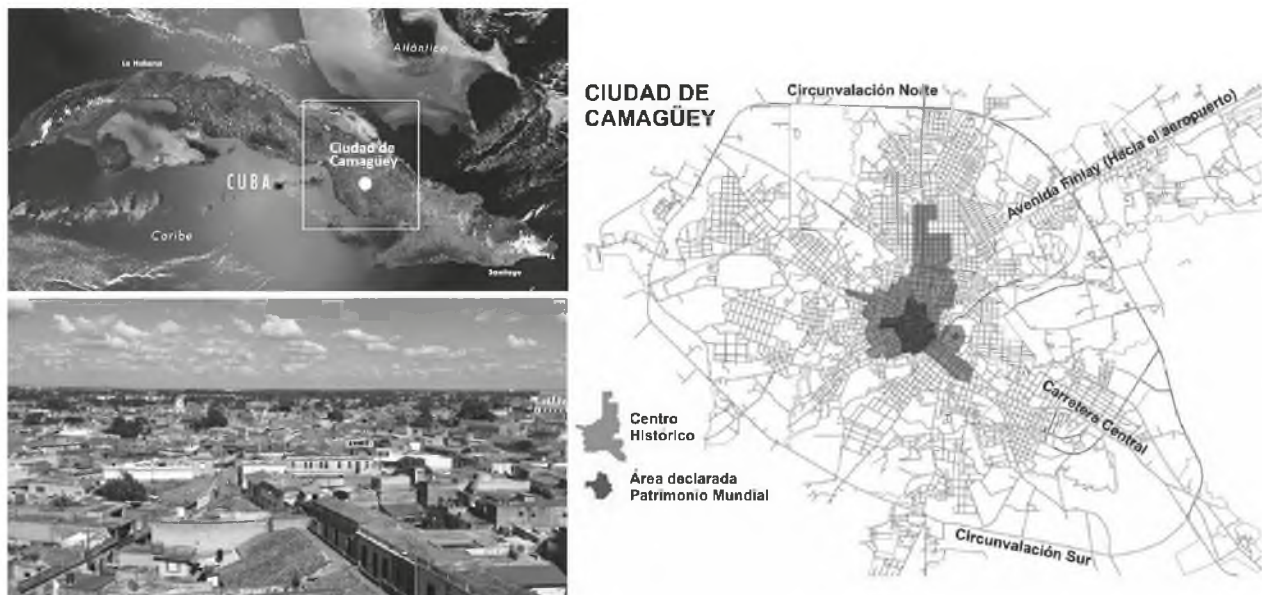 Atlántico
La Habana
Ciudad de
Camagüey
CUBA
Caribe
Santiago
CIUDAD DE
CAMAGÜEY
Circunvalación Norte
Avenida Finlay (Hacia el aeropuerto)
Carretera Central
Circunvalación Sur
Centro
Histórico
Área declarada
Patrimonio Mundial